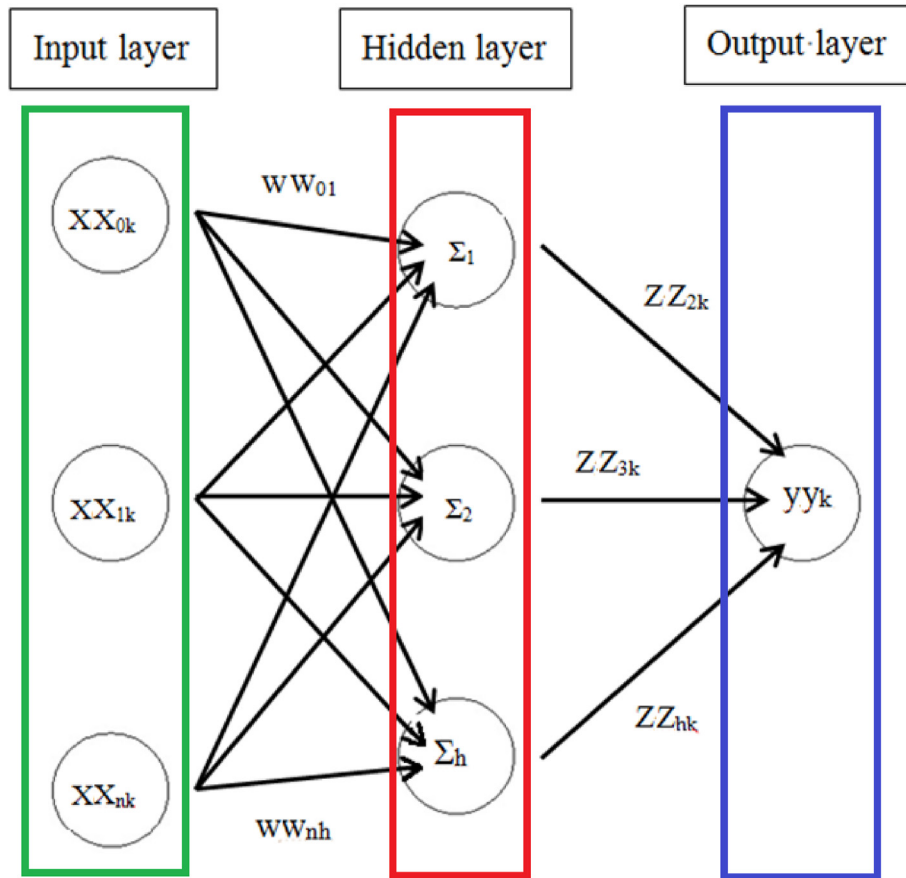 Input layer
Hidden layer
Output layer
ww₀₁
XX₀ₖ
Σ₁
ZZ₂ₖ
XX₁ₖ
Σ₂
ZZ₃ₖ
yyₖ
XXₙₖ
Σh
ZZₕₖ
wwₙₕ